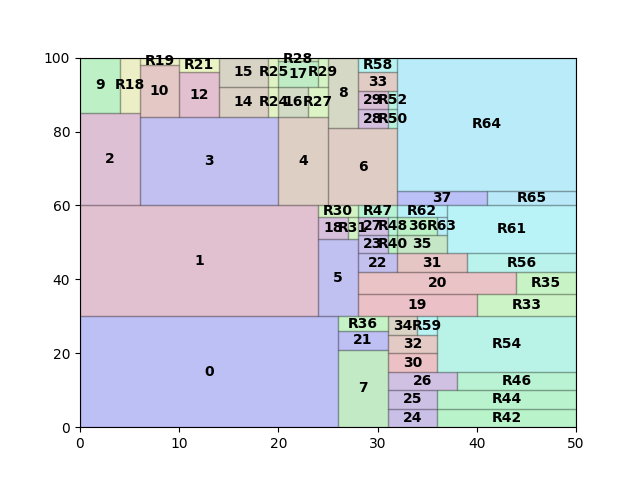 100
R19 R21 R28 R58
9 R18 10 12 15 R25 17 R29 8 33
14 R24 16 R27 29 R52
28 R50
R64
80
2 3 4 6
37 R65
60
R30 R47 R62
18 R31 27 R48 36 R63 R61
23 R40 35
1 5 22 31 R56
40
20 R35
19 R33
R36 34 R59
21 32 R54
20
0 7 30
26 R46
25 R44
24 R42
0
0 10 20 30 40 50